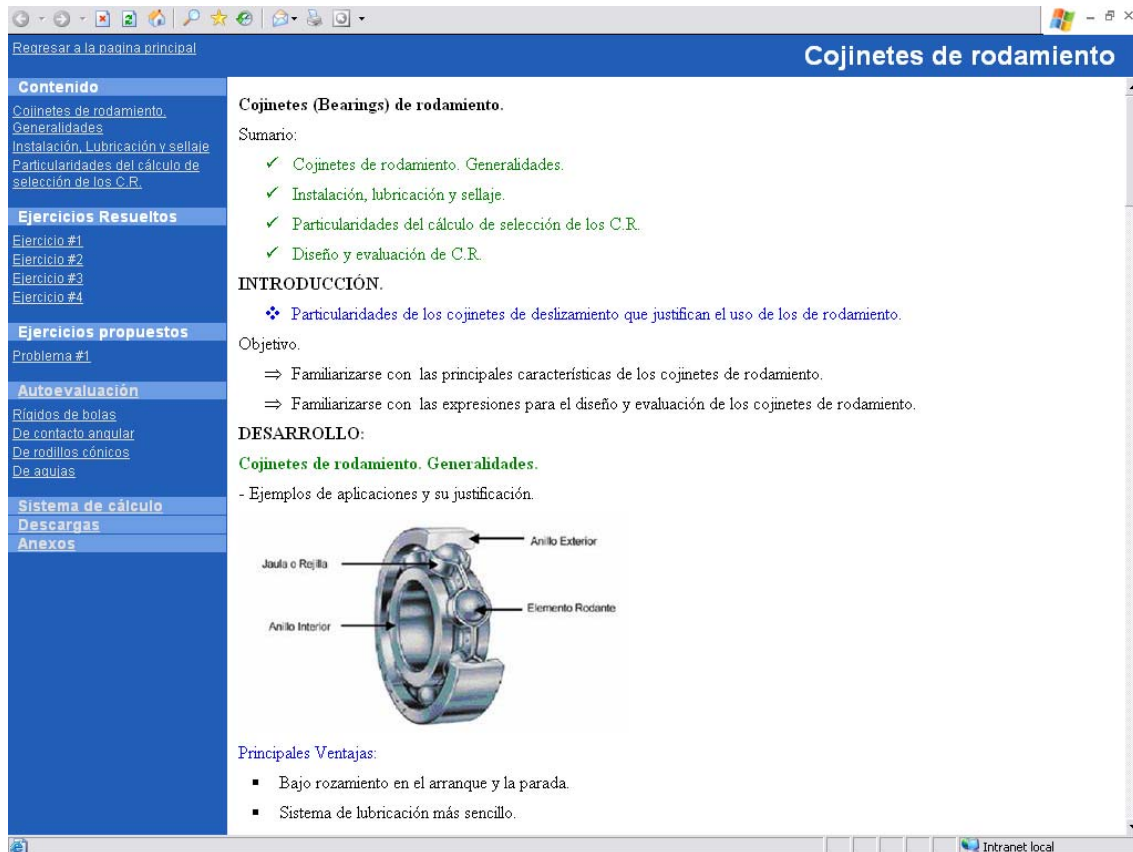 Regresar a la pagina principal
Cojinetes de rodamiento
Contenido
Cojinetes de rodamiento.
Generalidades
Instalación, Lubricación y sellaje
Particularidades del cálculo de
selección de los C.R.
Ejercicios Resueltos
Ejercicio #1
Ejercicio #2
Ejercicio #3
Ejercicio #4
Ejercicios propuestos
Problema #1
Autoevaluación
Rígidos de bolas
De contacto angular
De rodillos cónicos
De agujas
Sistema de cálculo
Descargas
Anexos
Cojinetes (Bearings) de rodamiento.
Sumario:
✓ Cojinetes de rodamiento. Generalidades.
✓ Instalación, lubricación y sellaje.
✓ Particularidades del cálculo de selección de los C.R.
✓ Diseño y evaluación de C.R.
INTRODUCCIÓN.
❖ Particularidades de los cojinetes de deslizamiento que justifican el uso de los de rodamiento.
Objetivo.
⇒ Familiarizarse con las principales características de los cojinetes de rodamiento.
⇒ Familiarizarse con las expresiones para el diseño y evaluación de los cojinetes de rodamiento.
DESARROLLO:
Cojinetes de rodamiento. Generalidades.
- Ejemplos de aplicaciones y su justificación.
Anillo Exterior
Jaula o Rejilla
Elemento Rodante
Anillo Interior
Principales Ventajas:
▪ Bajo rozamiento en el arranque y la parada.
▪ Sistema de lubricación más sencillo.
Intranet local